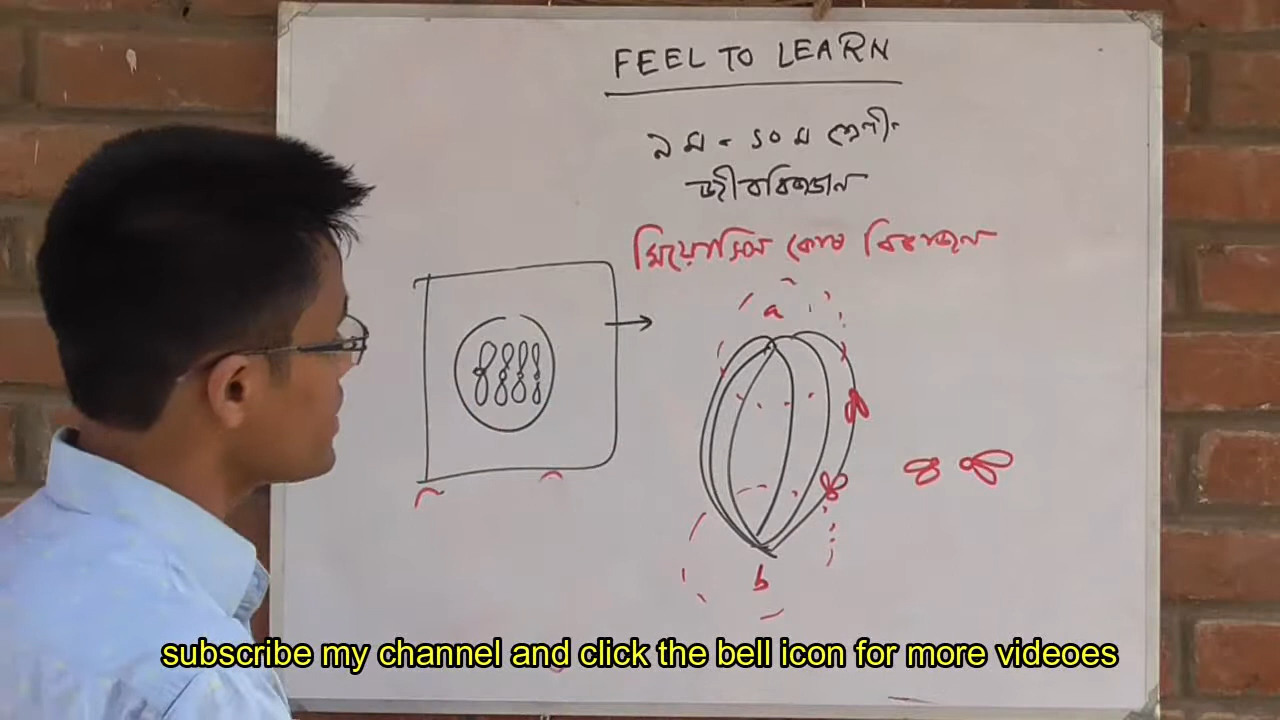 FEEL TO LEARN
৯ম - ১০ম শ্রেণী
জীববিজ্ঞান
মিয়োসিস কোষ বিভাজন
a
b
subscribe my channel and click the bell icon for more videoes